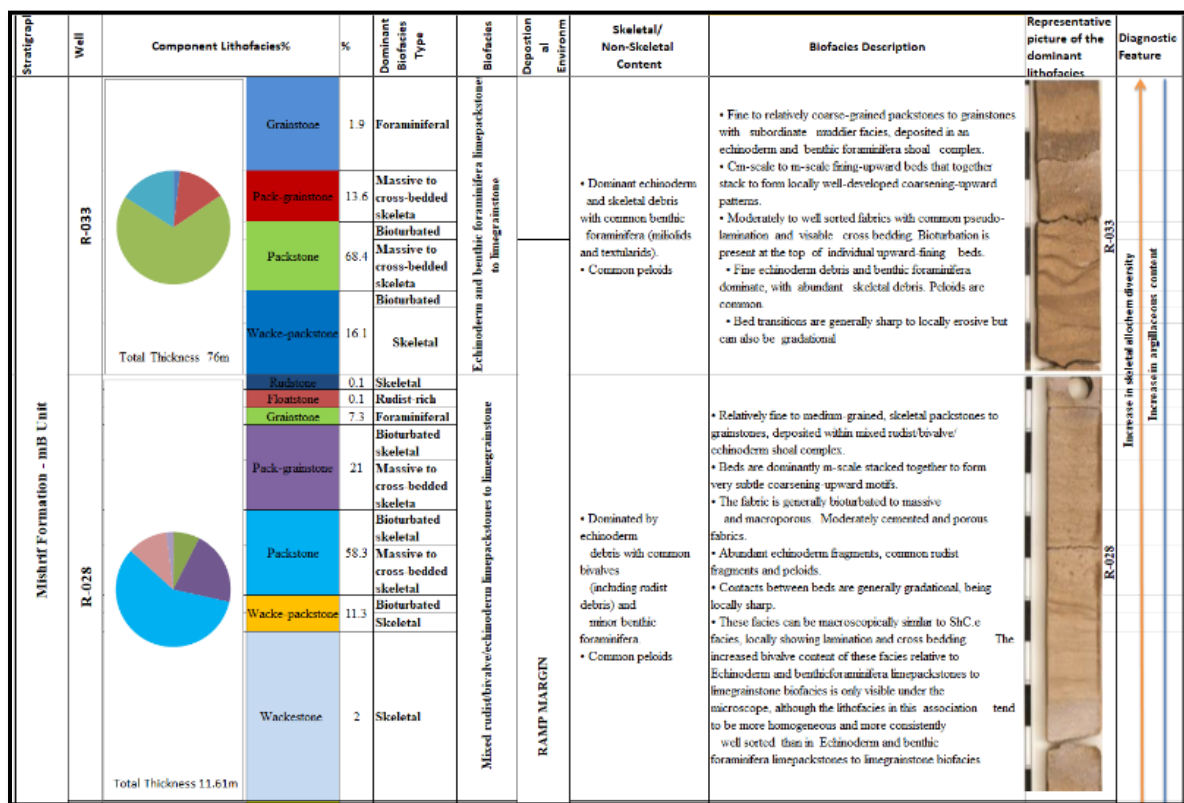 Stratigraph
Well
Component Lithofacies%
%
Dominant
Biofacies
Type
Biofacies
Depostion
al
Environm
Skeletal/
Non-Skeletal
Content
Biofacies Description
Representative
picture of the
dominant
lithofacies
Diagnostic
Feature
Mishrif Formation - mB Unit
R-033
Total Thickness 76m
Grainstone
1.9
Foraminiferal
Pack-grainstone
13.6
Massive to
cross-bedded
skeleta
Packstone
68.4
Bioturbated
Massive to
cross-bedded
skeleta
Wacke-packstone
16.1
Bioturbated
Skeletal
Echinoderm and benthic foraminifera limepackstones
to limegrainstone
• Dominant echinoderm
and skeletal debris
with common benthic
foraminifera (miliolids
and textularids).
• Common peloids
• Fine to relatively coarse-grained packstones to grainstones
with subordinate muddier facies, deposited in an
echinoderm and benthic foraminifera shoal complex.
• Cm-scale to m-scale fining-upward beds that together
stack to form locally well-developed coarsening-upward
patterns.
• Moderately to well sorted fabrics with common pseudo-
lamination and visable cross bedding. Bioturbation is
present at the top of individual upward-fining beds.
• Fine echinoderm debris and benthic foraminifera
dominate, with abundant skeletal debris. Peloids are
common.
• Bed transitions are generally sharp to locally erosive but
can also be gradational
R-033
R-028
Total Thickness 11.61m
Rudstone
0.1
Skeletal
Floatstone
0.1
Rudist-rich
Grainstone
7.3
Foraminiferal
Pack-grainstone
21
Bioturbated
skeletal
Massive to
cross-bedded
skeleta
Packstone
58.3
Bioturbated
skeletal
Massive to
cross-bedded
skeletal
Wacke-packstone
11.3
Bioturbated
Skeletal
Wackestone
2
Skeletal
Mixed rudist/bivalve/echinoderm limepackstones to limegrainstone
RAMP MARGIN
• Dominated by
echinoderm
debris with common
bivalves
(including rudist
debris) and
minor benthic
foraminifera.
• Common peloids
• Relatively fine to medium-grained, skeletal packstones to
grainstones, deposited within mixed rudist/bivalve/
echinoderm shoal complex.
• Beds are dominantly m-scale stacked together to form
very subtle coarsening-upward motifs.
• The fabric is generally bioturbated to massive
and macroporous. Moderately cemented and porous
fabrics.
• Abundant echinoderm fragments, common rudist
fragments and peloids.
• Contacts between beds are generally gradational, being
locally sharp.
• These facies can be macroscopically similar to ShC.e
facies, locally showing lamination and cross bedding. The
increased bivalve content of these facies relative to
Echinoderm and benthicforaminifera limepackstones to
limegrainstone biofacies is only visible under the
microscope, although the lithofacies in this association tend
to be more homogeneous and more consistently
well sorted than in Echinoderm and benthic
foraminifera limepackstones to limegrainstone biofacies
R-028
Increase in skeletal allochem diversity
Increasein argillaceous content